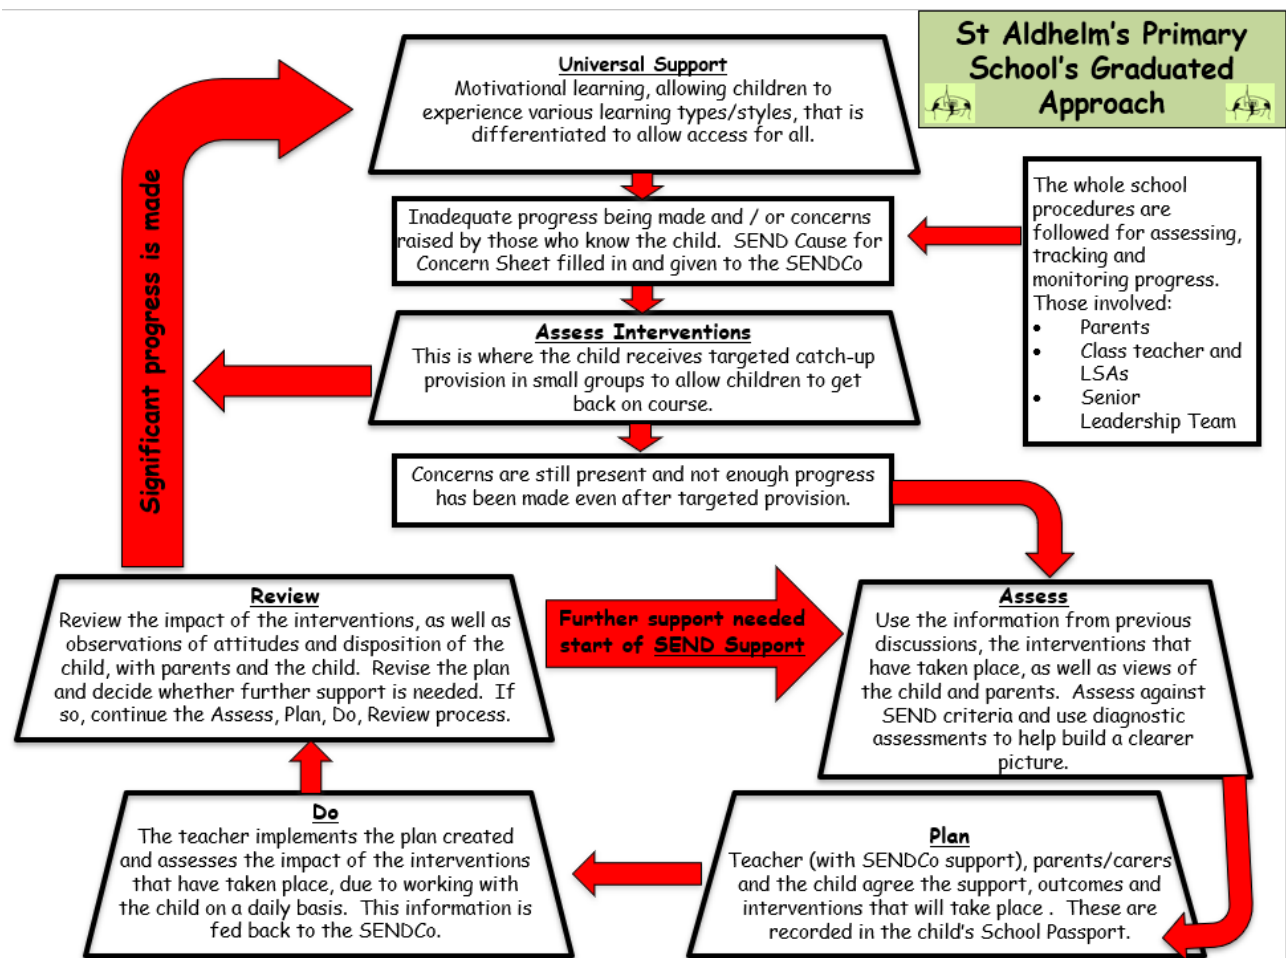 St Aldhelm's Primary
School's Graduated
Approach
Universal Support
Motivational learning, allowing children to
experience various learning types/styles, that is
differentiated to allow access for all.
Inadequate progress being made and / or concerns
raised by those who know the child.  SEND Cause for
Concern Sheet filled in and given to the SENDCo
The whole school
procedures are
followed for assessing,
tracking and
monitoring progress.
Those involved:
• Parents
• Class teacher and
LSAs
• Senior
Leadership Team
Assess Interventions
This is where the child receives targeted catch-up
provision in small groups to allow children to get
back on course.
Significant progress is made
Concerns are still present and not enough progress
has been made even after targeted provision.
Further support needed
start of SEND Support
Assess
Use the information from previous
discussions, the interventions that
have taken place, as well as views of
the child and parents.  Assess against
SEND criteria and use diagnostic
assessments to help build a clearer
picture.
Plan
Teacher (with SENDCo support), parents/carers
and the child agree the support, outcomes and
interventions that will take place .  These are
recorded in the child's School Passport.
Do
The teacher implements the plan created
and assesses the impact of the interventions
that have taken place, due to working with
the child on a daily basis.  This information is
fed back to the SENDCo.
Review
Review the impact of the interventions, as well as
observations of attitudes and disposition of the
child, with parents and the child.  Revise the plan
and decide whether further support is needed.  If
so, continue the Assess, Plan, Do, Review process.